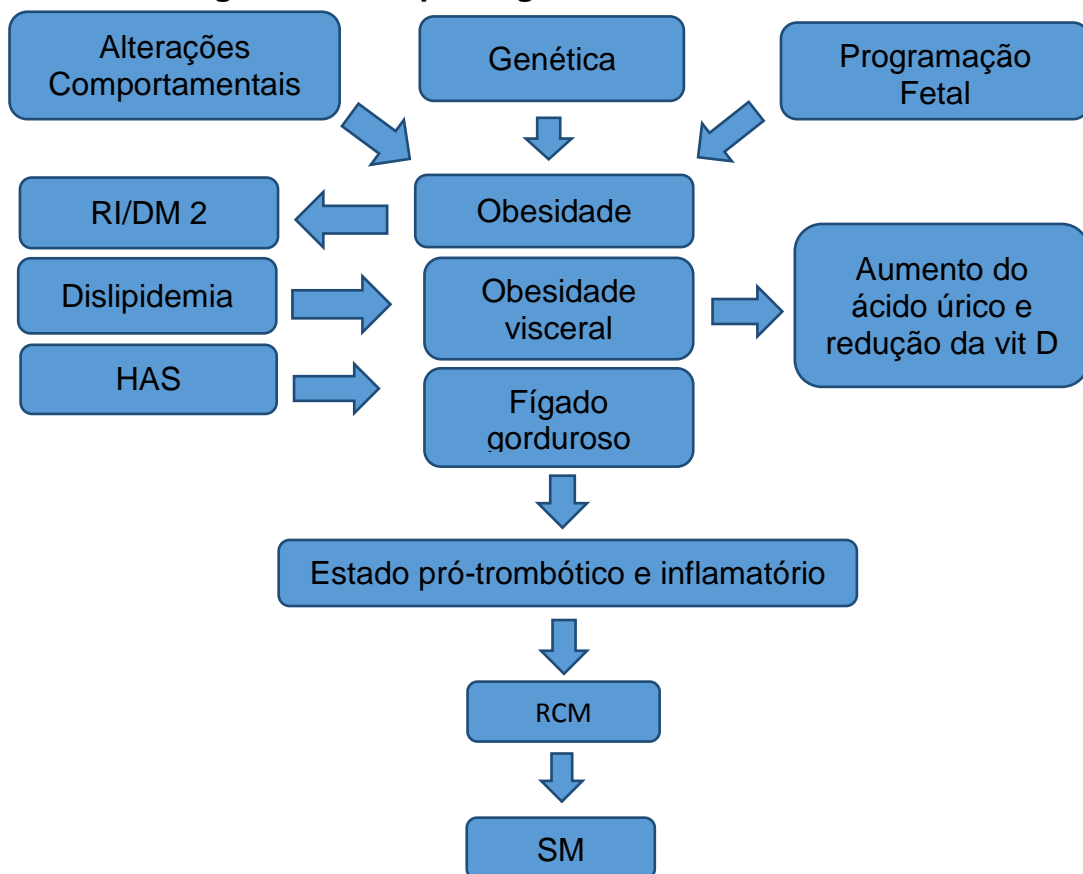 Alterações
Comportamentais
Genética
Programação
Fetal
RI/DM 2
Obesidade
Dislipidemia
Obesidade
visceral
Aumento do
ácido úrico e
redução da vit D
HAS
Fígado
gorduroso
Estado pró-trombótico e inflamatório
RCM
SM